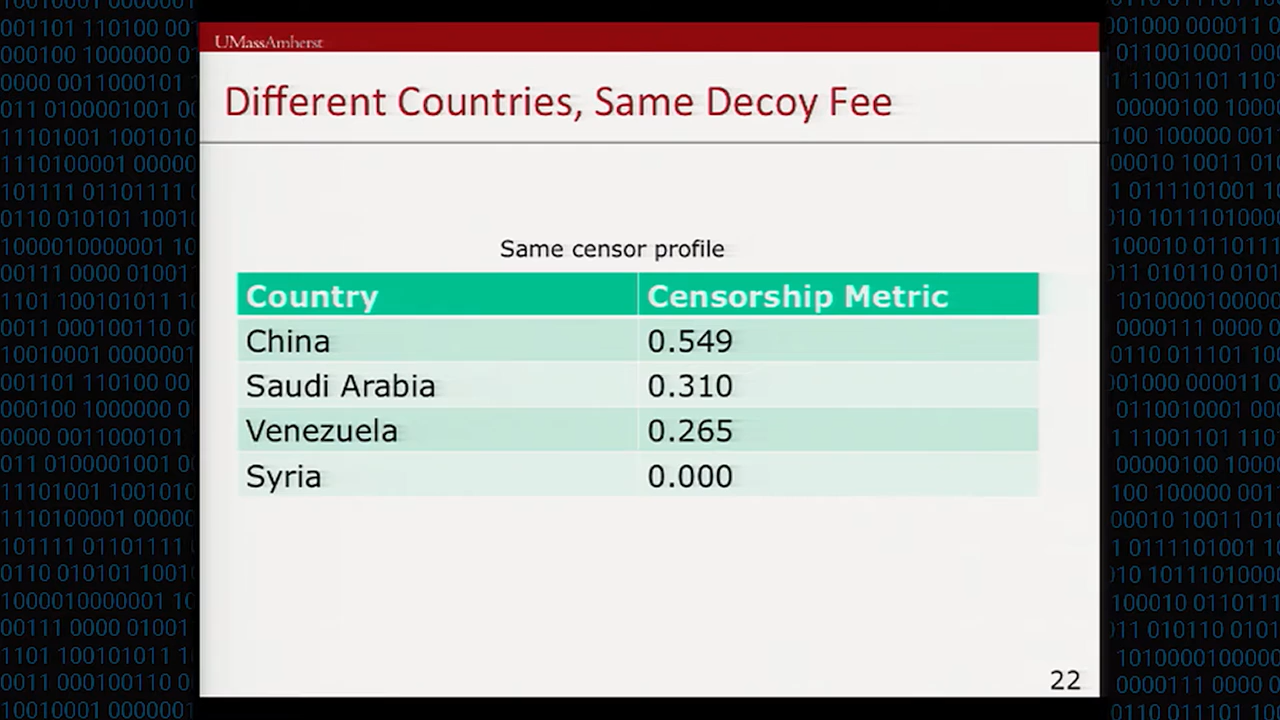 UMassAmherst
Different Countries, Same Decoy Fee
Same censor profile
Country Censorship Metric
China 0.549
Saudi Arabia 0.310
Venezuela 0.265
Syria 0.000
22